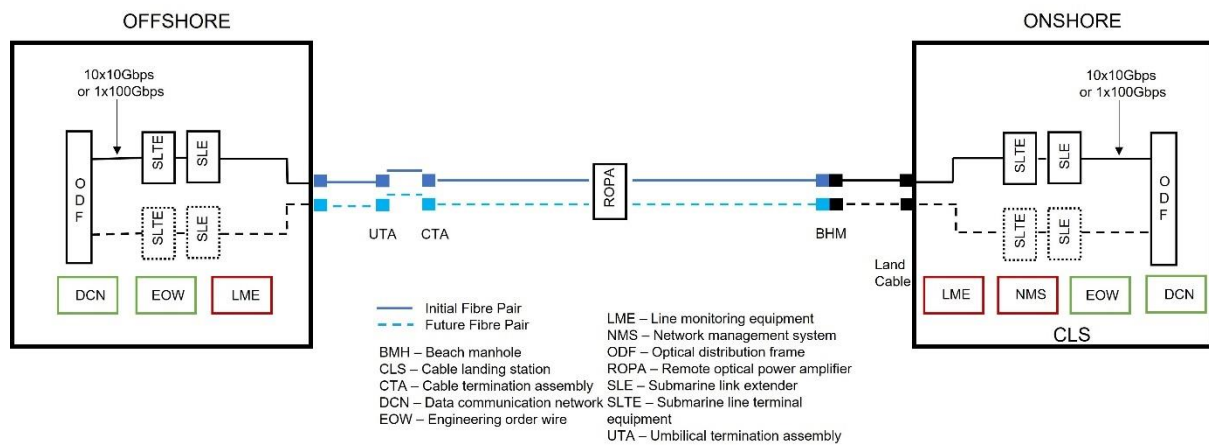 OFFSHORE
ONSHORE
10x10Gbps
or 1x100Gbps
ODF
SLTE
SLE
SLTE
SLE
DCN
EOW
LME
UTA
CTA
ROPA
BHM
Land
Cable
10x10Gbps
or 1x100Gbps
SLTE
SLE
SLTE
SLE
ODF
LME
NMS
EOW
DCN
CLS
Initial Fibre Pair
Future Fibre Pair
BMH – Beach manhole
CLS – Cable landing station
CTA – Cable termination assembly
DCN – Data communication network
EOW – Engineering order wire
LME – Line monitoring equipment
NMS – Network management system
ODF – Optical distribution frame
ROPA – Remote optical power amplifier
SLE – Submarine link extender
SLTE – Submarine line terminal
equipment
UTA – Umbilical termination assembly